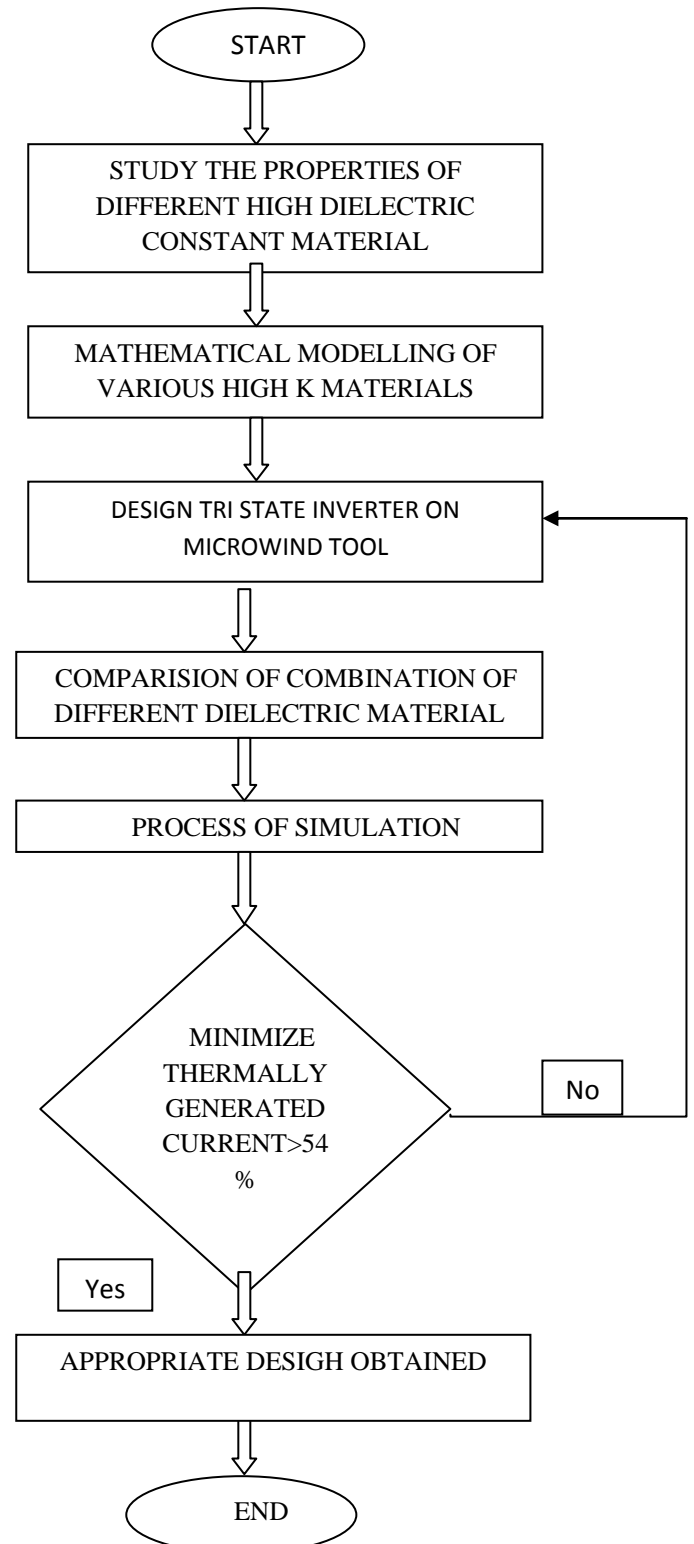 START
STUDY THE PROPERTIES OF
DIFFERENT HIGH DIELECTRIC
CONSTANT MATERIAL
MATHEMATICAL MODELLING OF
VARIOUS HIGH K MATERIALS
DESIGN TRI STATE INVERTER ON
MICROWIND TOOL
COMPARISION OF COMBINATION OF
DIFFERENT DIELECTRIC MATERIAL
PROCESS OF SIMULATION
MINIMIZE
THERMALLY
GENERATED
CURRENT>54
%
No
Yes
APPROPRIATE DESIGH OBTAINED
END